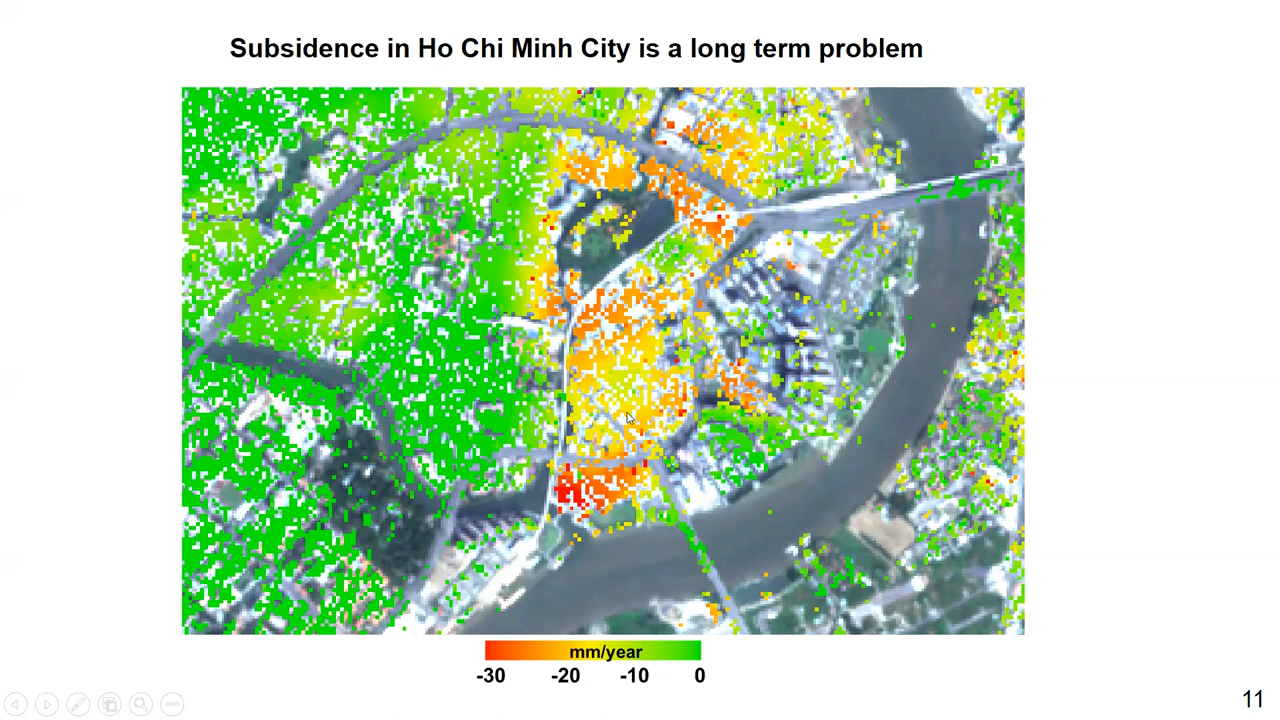 Subsidence in Ho Chi Minh City is a long term problem
mm/year
-30 -20 -10 0
11